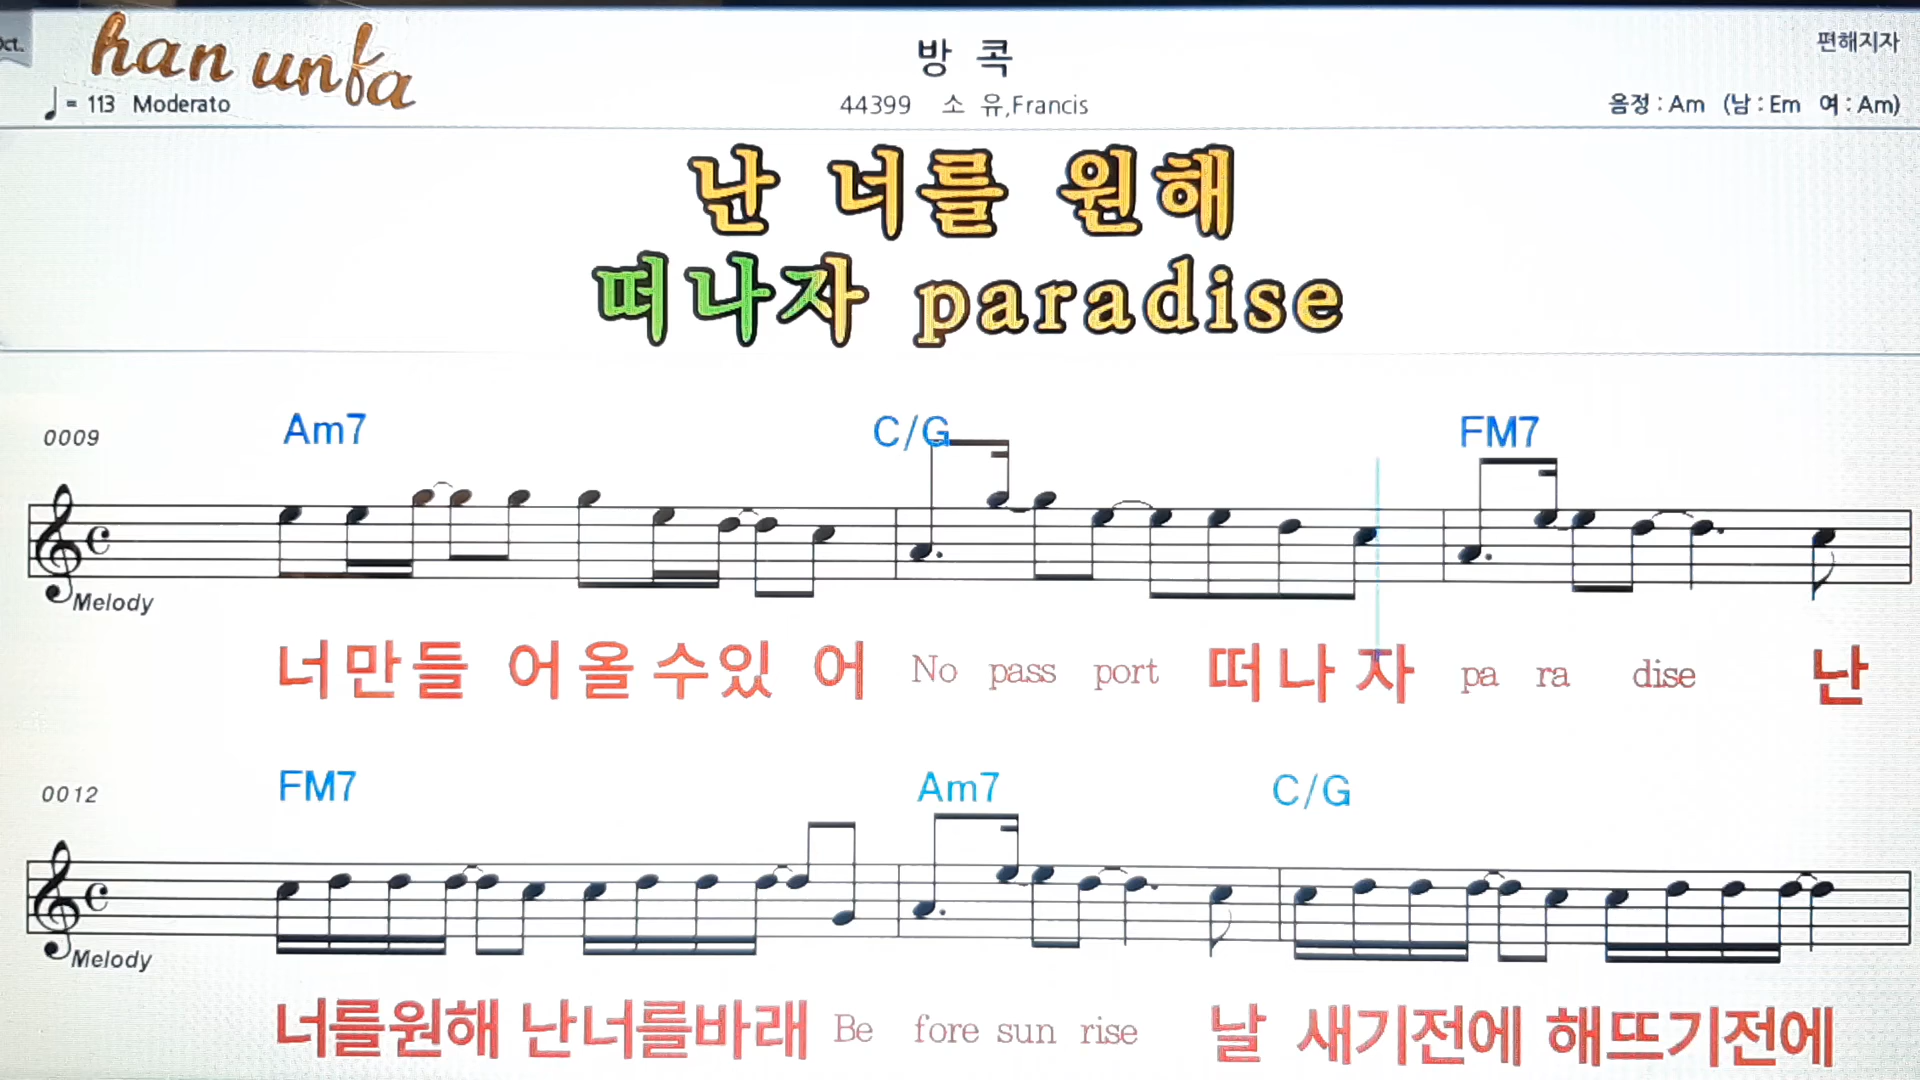 Oct.
han unfa
방 콕
편해지자
♩= 113 Moderato
44399 소 유,Francis
음정 : Am (남 : Em 여 : Am)
난 너를 원해
떠나자 paradise
0009
Am7 C/G FM7
Melody
너만들 어올수있 어 No pass port 떠나 자 pa ra dise 난
0012
FM7 Am7 C/G
Melody
너를원해 난너를바래 Be fore sun rise 날 새기전에 해뜨기전에